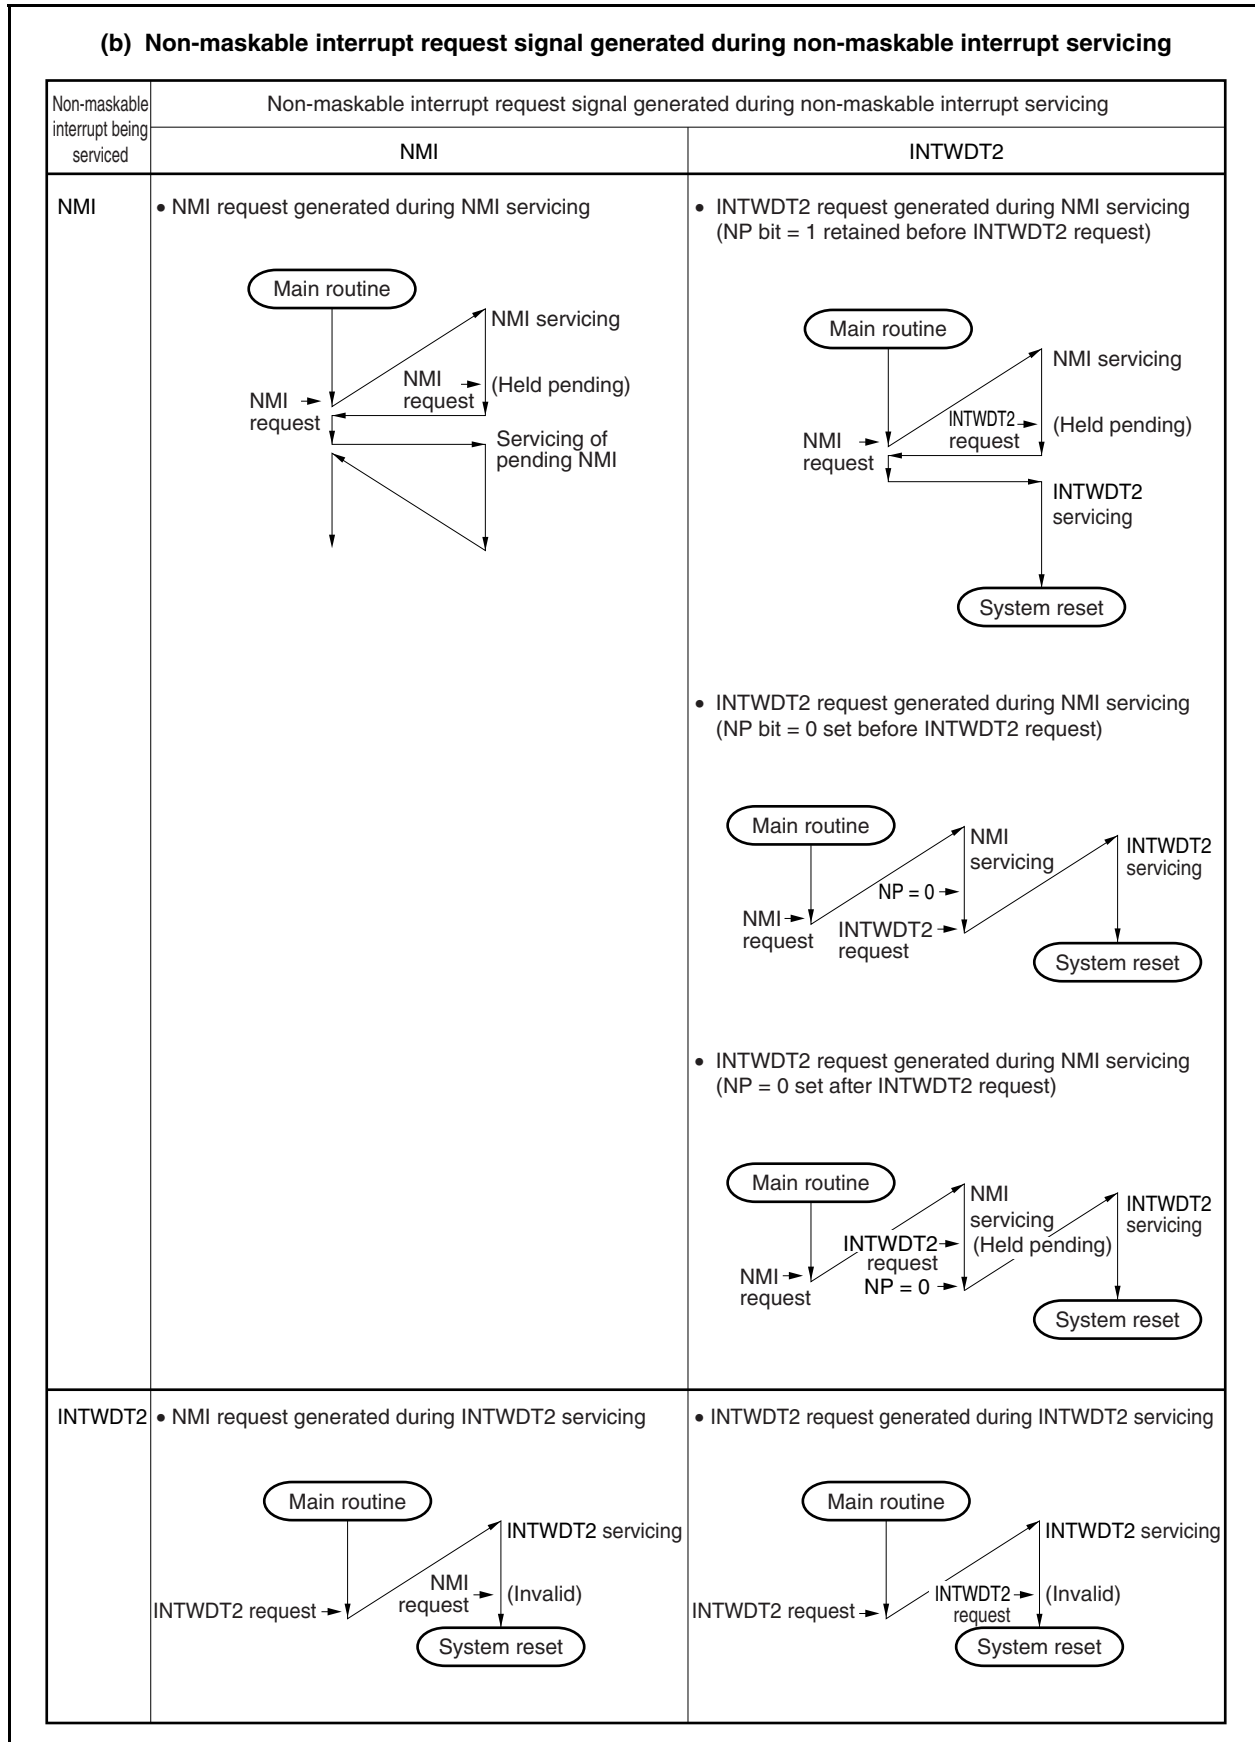 (b) Non-maskable interrupt request signal generated during non-maskable interrupt servicing
Non-maskable
interrupt being
serviced
Non-maskable interrupt request signal generated during non-maskable interrupt servicing
NMI
INTWDT2
NMI
• NMI request generated during NMI servicing
Main routine
NMI servicing
NMI
request
(Held pending)
NMI
request
Servicing of
pending NMI
• INTWDT2 request generated during NMI servicing
(NP bit = 1 retained before INTWDT2 request)
Main routine
NMI servicing
INTWDT2
request
(Held pending)
NMI
request
INTWDT2
servicing
System reset
• INTWDT2 request generated during NMI servicing
(NP bit = 0 set before INTWDT2 request)
Main routine
NMI
servicing
INTWDT2
servicing
NP = 0
NMI
request
INTWDT2
request
System reset
• INTWDT2 request generated during NMI servicing
(NP = 0 set after INTWDT2 request)
Main routine
NMI
servicing
(Held pending)
INTWDT2
servicing
INTWDT2
request
NMI
request
NP = 0
System reset
INTWDT2
• NMI request generated during INTWDT2 servicing
Main routine
INTWDT2 servicing
NMI
request
(Invalid)
INTWDT2 request
System reset
• INTWDT2 request generated during INTWDT2 servicing
Main routine
INTWDT2 servicing
INTWDT2
request
(Invalid)
INTWDT2 request
System reset